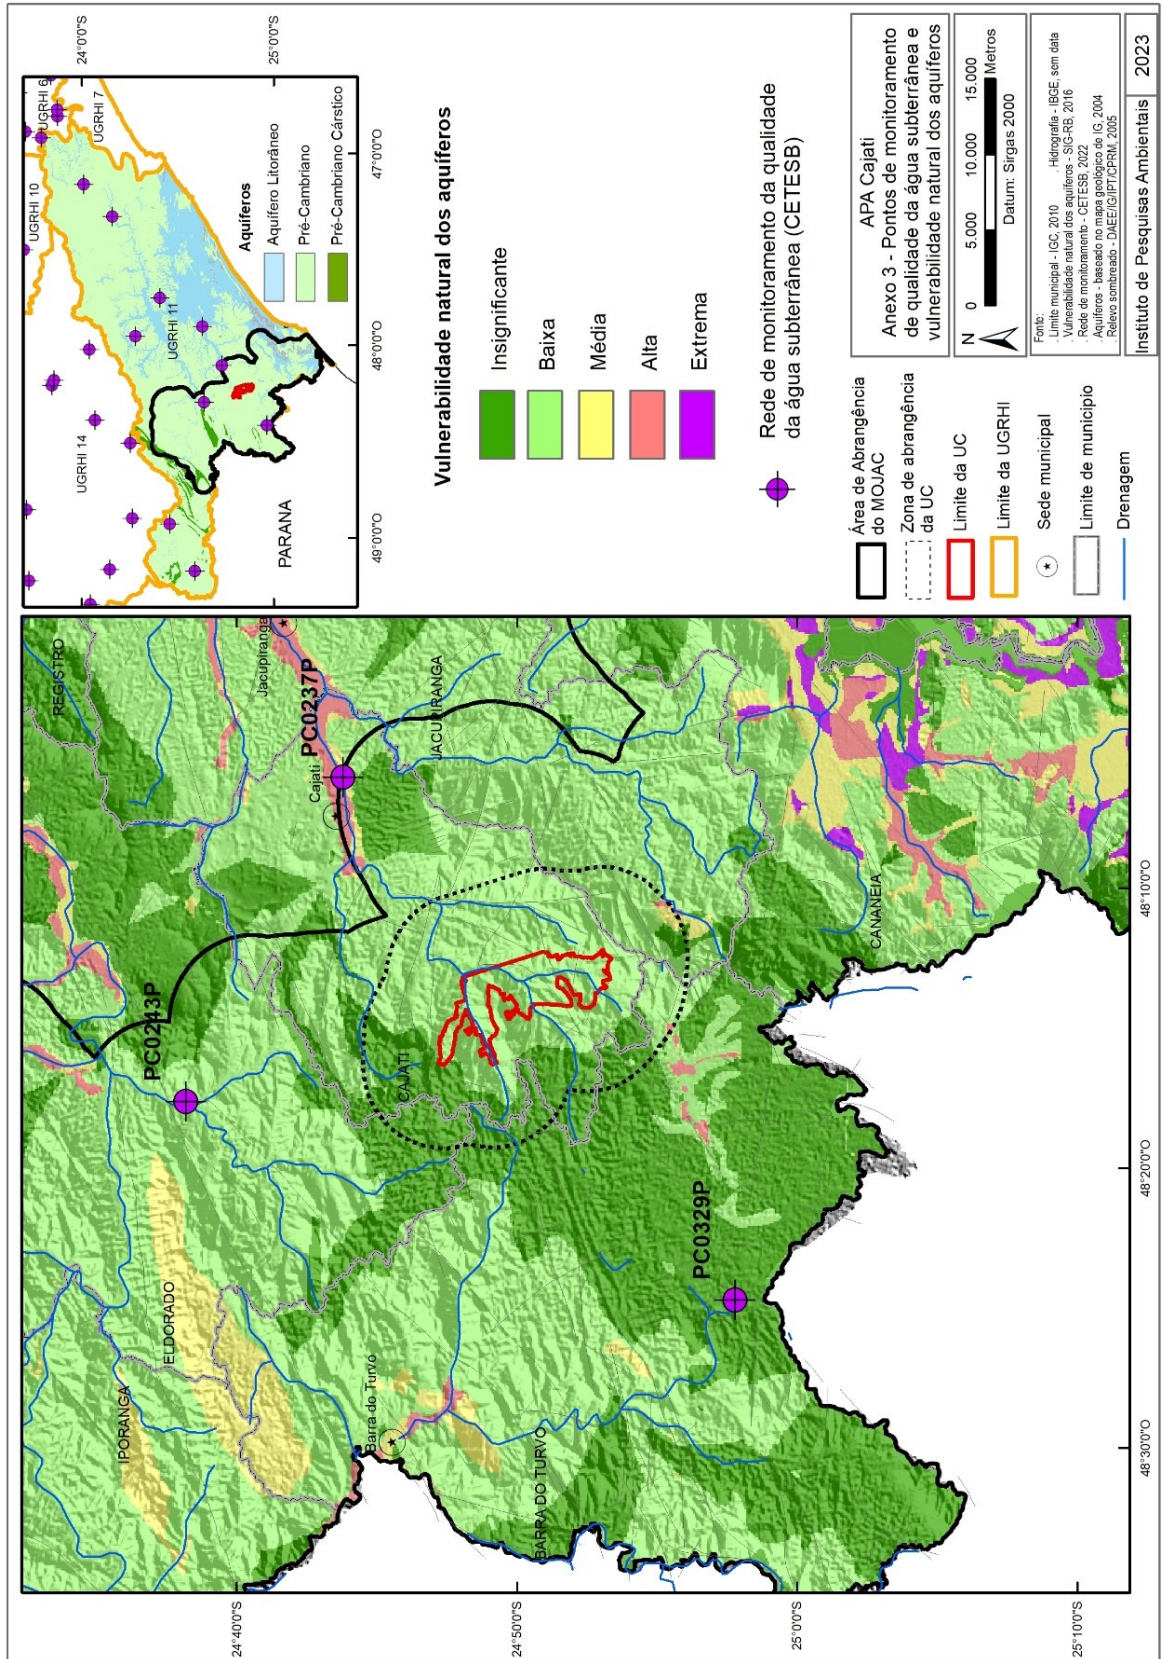 REGISTRO
Jacupiranga
PC0237P
Cajati
JACUPIRANGA
PC0243P
CAJATI
CANANEIA
ELDORADO
IPORANGA
Barra do Turvo
PC0329P
BARRA DO TURVO
24°40'0"S
24°50'0"S
25°0'0"S
25°10'0"S
48°30'0"O
48°20'0"O
48°10'0"O
UGRHI 14
UGRHI 10
UGRHI 6
UGRHI 7
UGRHI 11
PARANA
24°0'0"S
25°0'0"S
49°0'0"O
48°0'0"O
47°0'0"O
Aquíferos
Aquífero Litorâneo
Pré-Cambriano
Pré-Cambriano Cárstico
Vulnerabilidade natural dos aquíferos
Insignificante
Baixa
Média
Alta
Extrema
Rede de monitoramento da qualidade
da água subterrânea (CETESB)
Área de Abrangência
do MOJAC
Zona de abrangência
da UC
Limite da UC
Limite da UGRHI
Sede municipal
Limite de municipio
Drenagem
APA Cajati
Anexo 3 - Pontos de monitoramento
de qualidade da água subterrânea e
vulnerabilidade natural dos aquíferos
N
0 5.000 10.000 15.000
Metros
Datum: Sirgas 2000
Fonte:
. Limite municipal - IGC, 2010 . Hidrografia - IBGE, sem data
. Vulnerabilidade natural dos aquíferos - SIG-RB, 2016
. Rede de monitoramento - CETESB, 2022
. Aquíferos - baseado no mapa geológico de IG, 2004
. Relevo sombreado - DAEE/IG/IPT/CPRM, 2005
Instituto de Pesquisas Ambientais
2023